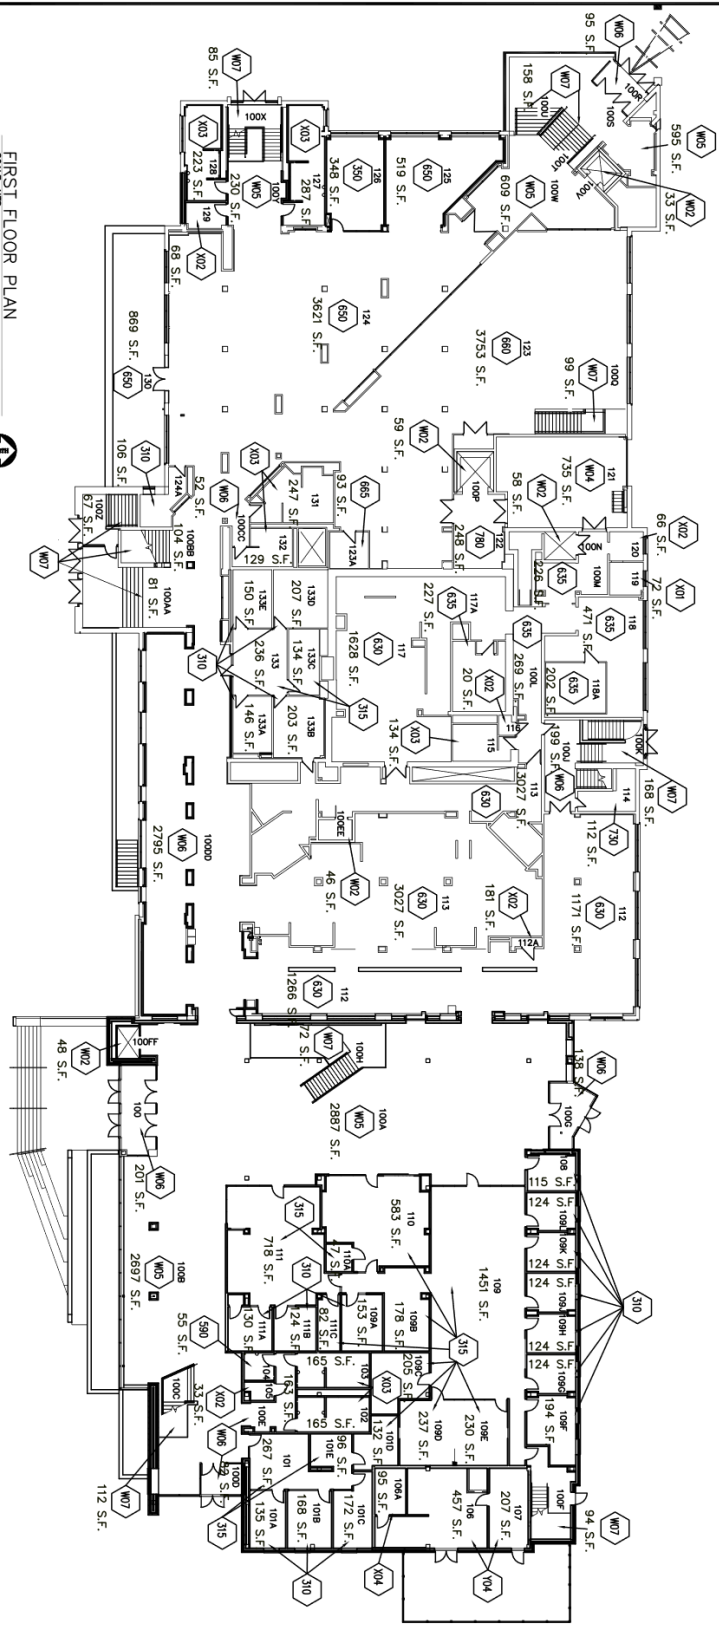 FIRST FLOOR PLAN
W06
95 S.F.
100R
100S
W07
158 S.F.
100U
100T
100V
W05
595 S.F.
W02
33 S.F.
100W
W05
609 S.F.
W07
85 S.F.
100X
X03
128
223 S.F.
W05
100Y
230 S.F.
X03
127
287 S.F.
126
350
348 S.F.
125
650
519 S.F.
129
X02
68 S.F.
124
650
3621 S.F.
123
660
3753 S.F.
100Q
W07
99 S.F.
130
650
869 S.F.
310
106 S.F.
124A
52 S.F.
W06
100CC
X03
131
247 S.F.
132
129 S.F.
665
93 S.F.
123A
W02
59 S.F.
100P
780
122
248 S.F.
121
W04
735 S.F.
W02
58 S.F.
100N
X02
66 S.F.
120
X01
72 S.F.
119
100M
635
226 S.F.
118
635
471 S.F.
118A
635
202 S.F.
100Z
67 S.F.
100BB
104 S.F.
100AA
81 S.F.
W07
133E
150 S.F.
133D
207 S.F.
133
236 S.F.
133C
134 S.F.
133A
146 S.F.
133B
203 S.F.
310
315
117
630
1628 S.F.
117A
635
227 S.F.
635
100L
269 S.F.
X02
20 S.F.
116
X03
115
134 S.F.
100J
W06
199 S.F.
100K
W07
168 S.F.
114
730
112 S.F.
113
630
3027 S.F.
100DD
W06
2795 S.F.
100EE
W02
46 S.F.
113
630
3027 S.F.
X02
181 S.F.
112A
112
630
1171 S.F.
112
630
1266 S.F.
100FF
W02
48 S.F.
100H
W07
72 S.F.
100A
W05
2887 S.F.
W06
138 S.F.
100G
100
W06
201 S.F.
100B
W05
2697 S.F.
108
115 S.F.
109L
124 S.F.
109K
124 S.F.
109J
124 S.F.
109H
124 S.F.
109G
124 S.F.
109F
194 S.F.
310
110
583 S.F.
110A
315
111
718 S.F.
310
111A
130 S.F.
111B
124 S.F.
111C
82 S.F.
109A
153 S.F.
109B
178 S.F.
109
1451 S.F.
315
109C
205 S.F.
109D
237 S.F.
109E
230 S.F.
590
55 S.F.
104
X02
33 S.F.
105
103
165 S.F.
102
165 S.F.
163 S.F.
X03
100E
W06
100C
W07
112 S.F.
100D
101
267 S.F.
101E
96 S.F.
101D
132 S.F.
101A
135 S.F.
101B
168 S.F.
101C
172 S.F.
315
310
106A
95 S.F.
X04
106
457 S.F.
107
207 S.F.
Y04
100F
W07
94 S.F.